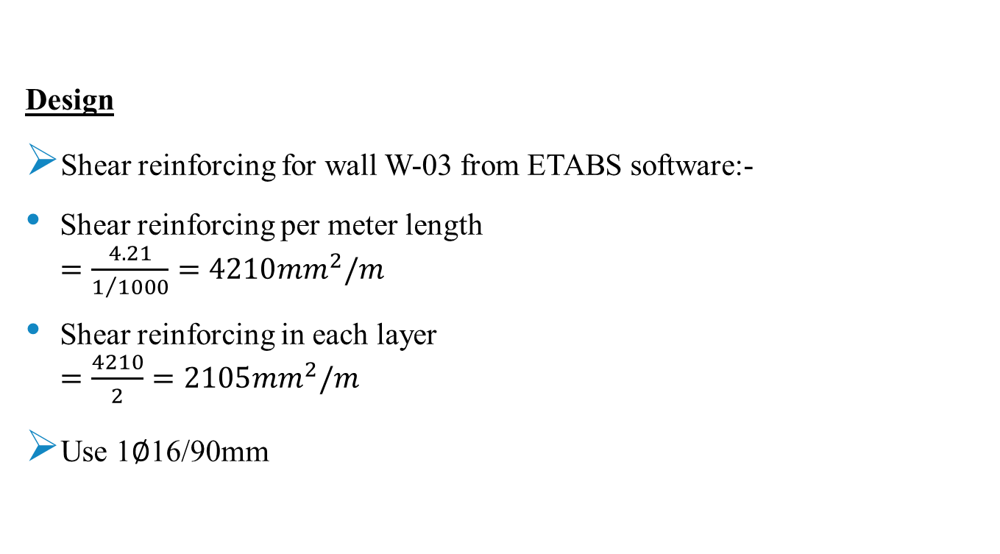 Design
Shear reinforcing for wall W-03 from ETABS software:-
Shear reinforcing per meter length
= 4.21 / (1/1000) = 4210mm²/m
Shear reinforcing in each layer
= 4210 / 2 = 2105mm²/m
Use 1Ø16/90mm